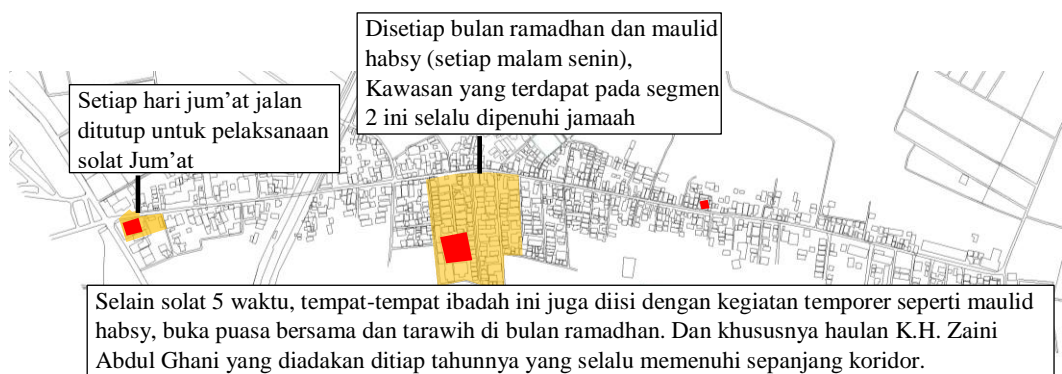 Disetiap bulan ramadhan dan maulid
habsy (setiap malam senin),
Kawasan yang terdapat pada segmen
2 ini selalu dipenuhi jamaah
Setiap hari jum’at jalan
ditutup untuk pelaksanaan
solat Jum’at
Selain solat 5 waktu, tempat-tempat ibadah ini juga diisi dengan kegiatan temporer seperti maulid
habsy, buka puasa bersama dan tarawih di bulan ramadhan. Dan khususnya haulan K.H. Zaini
Abdul Ghani yang diadakan ditiap tahunnya yang selalu memenuhi sepanjang koridor.